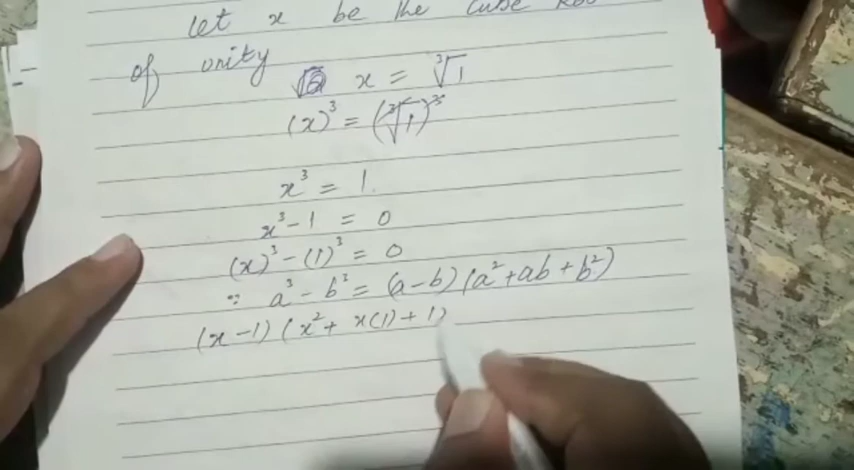 let x be the cube
of unity
x = ∛1
(x)³ = (∛1)³
x³ = 1.
x³ - 1 = 0
(x)³ - (1)³ = 0
∵ a³ - b³ = (a - b) (a² + ab + b²)
(x - 1) (x² + x(1) + 1)